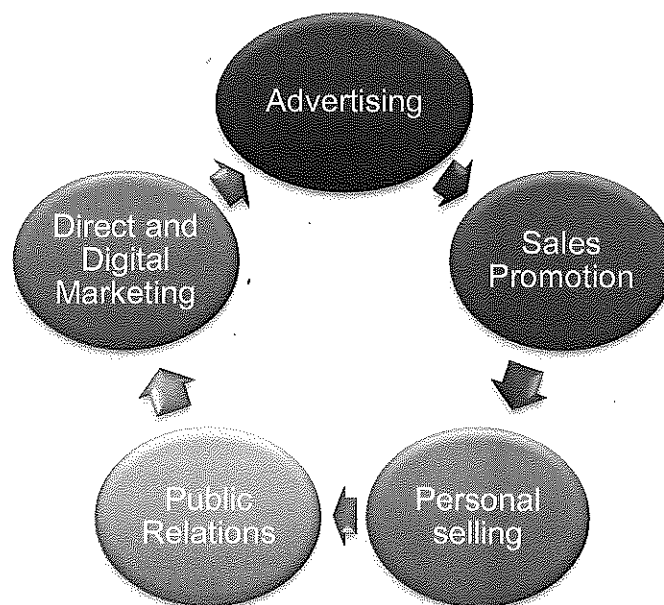 Advertising
Sales
Promotion
Personal
selling
Public
Relations
Direct and
Digital
Marketing